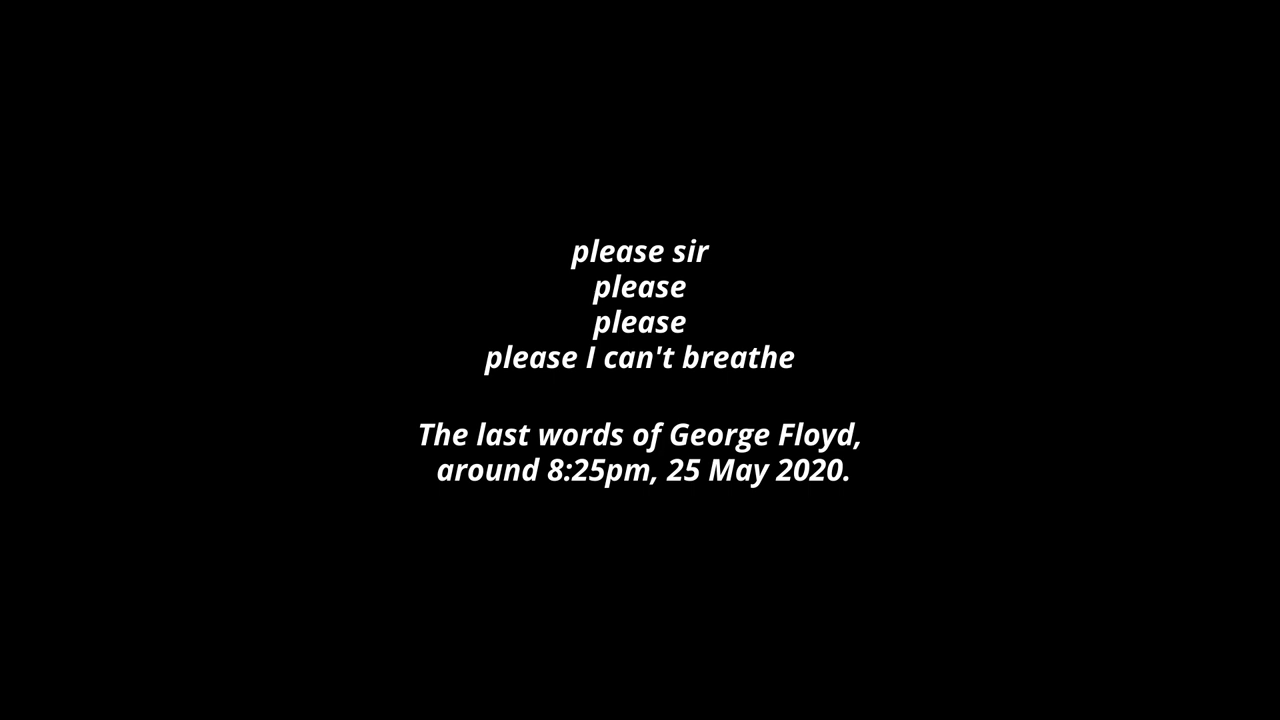 please sir
please
please
please I can't breathe
The last words of George Floyd,
around 8:25pm, 25 May 2020.